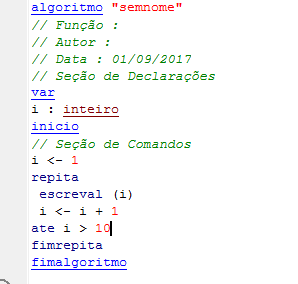 algoritmo "semnome"
// Função :
// Autor :
// Data : 01/09/2017
// Seção de Declarações
var
i : inteiro
inicio
// Seção de Comandos
i <- 1
repita
escreval (i)
i <- i + 1
ate i > 10
fimrepita
fimalgoritmo